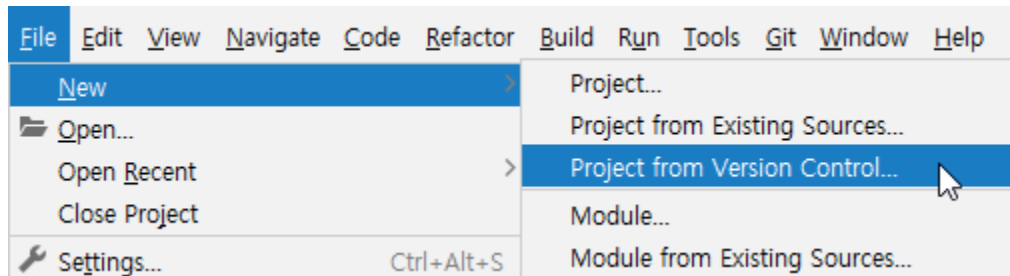 File Edit View Navigate Code Refactor Build Run Tools Git Window Help
New
Open...
Open Recent
Close Project
Settings... Ctrl+Alt+S
Project...
Project from Existing Sources...
Project from Version Control...
Module...
Module from Existing Sources...